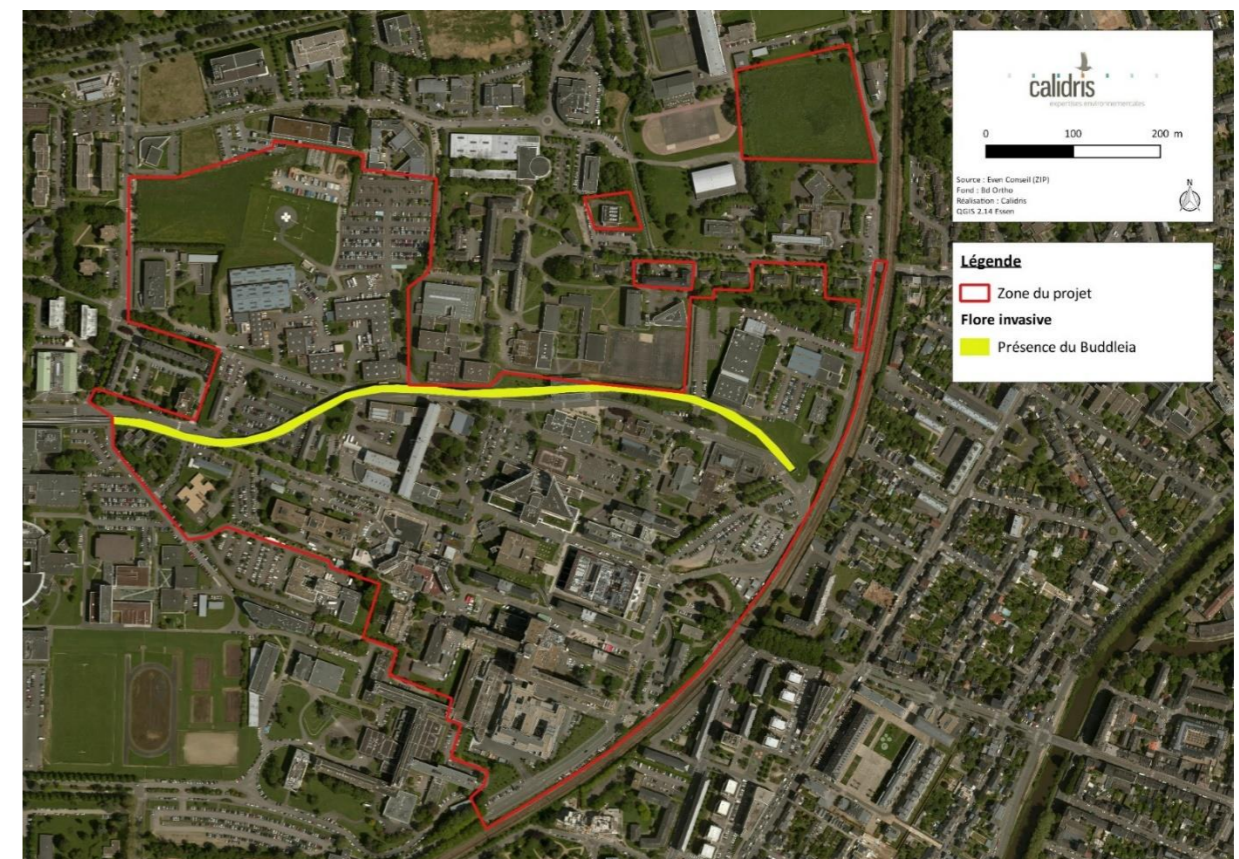 calidris
expertises environnementales
0 100 200 m
Source : Even Conseil (ZIP)
Fond : Bd Ortho
Réalisation : Calidris
QGIS 2.14 Essen
N
Légende
Zone du projet
Flore invasive
Présence du Buddleia